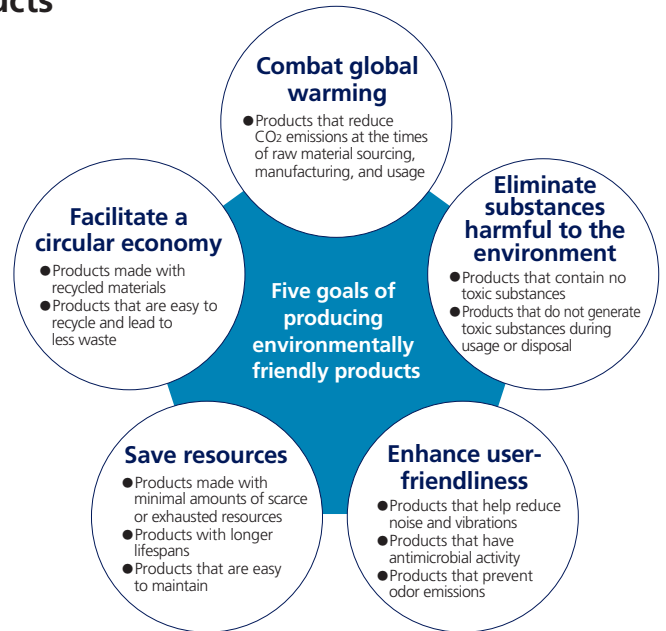 ucts
Combat global
warming
●Products that reduce
CO2 emissions at the times
of raw material sourcing,
manufacturing, and usage
Eliminate
substances
harmful to the
environment
●Products that contain no
toxic substances
●Products that do not generate
toxic substances during
usage or disposal
Facilitate a
circular economy
●Products made with
recycled materials
●Products that are easy to
recycle and lead to
less waste
Five goals of
producing
environmentally
friendly products
Save resources
●Products made with
minimal amounts of scarce
or exhausted resources
●Products with longer
lifespans
●Products that are easy
to maintain
Enhance user-
friendliness
●Products that help reduce
noise and vibrations
●Products that have
antimicrobial activity
●Products that prevent
odor emissions